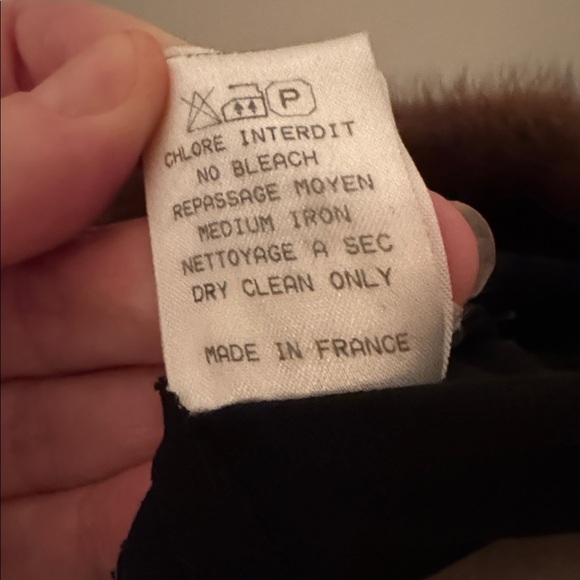 P
CHLORE INTERDIT
NO BLEACH
REPASSAGE MOYEN
MEDIUM IRON
NETTOYAGE A SEC
DRY CLEAN ONLY
MADE IN FRANCE